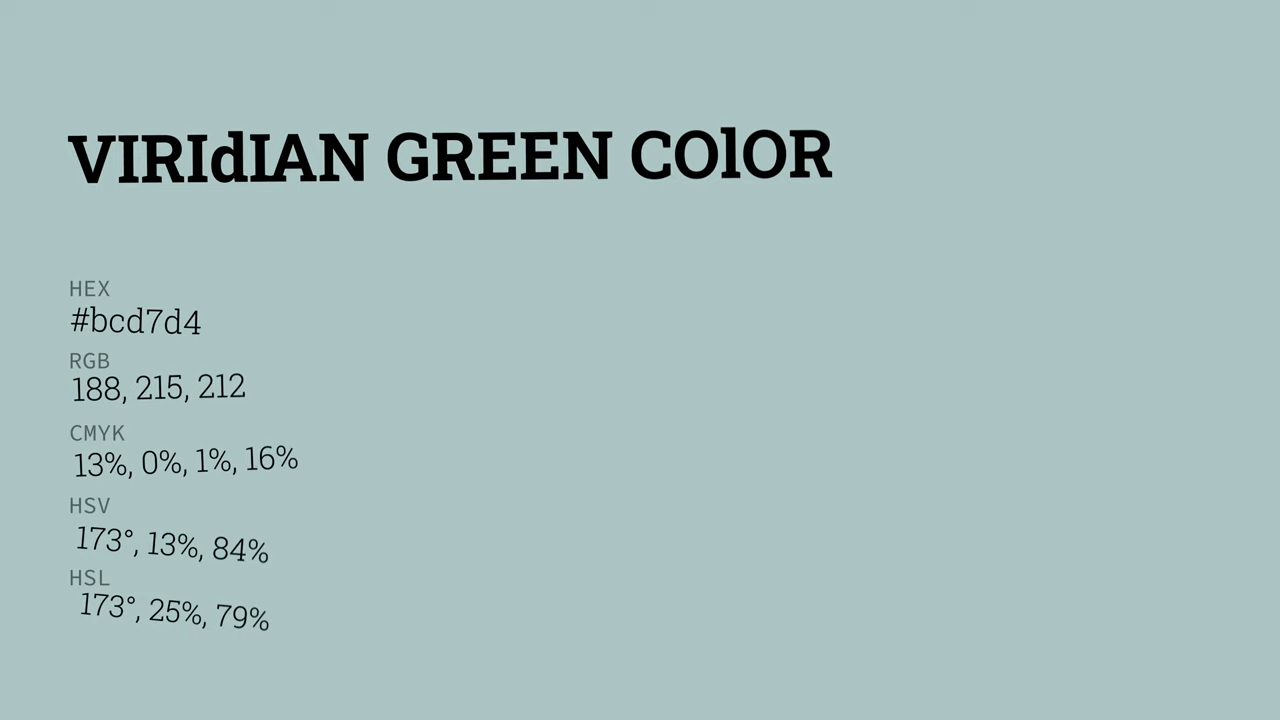 VIRIdIAN GREEN COlOR
HEX
#bcd7d4
RGB
188, 215, 212
CMYK
13%, 0%, 1%, 16%
HSV
173°, 13%, 84%
HSL
173°, 25%, 79%